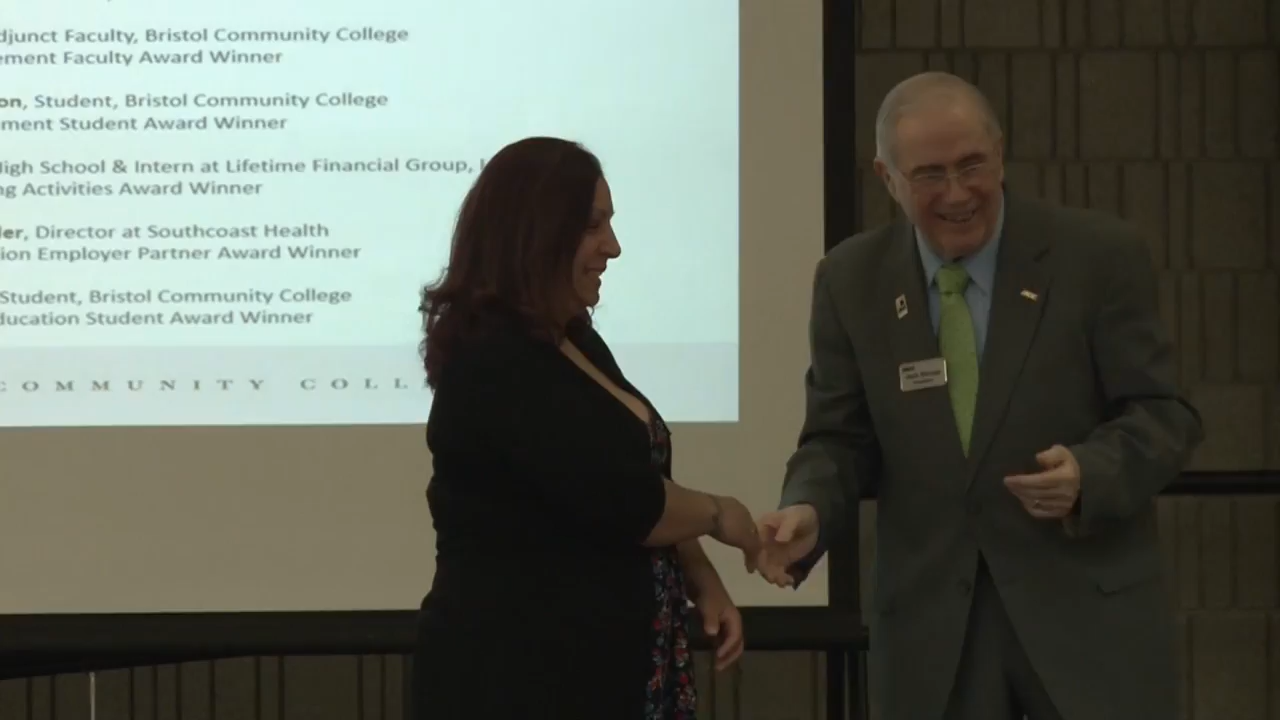 djunct Faculty, Bristol Community College
ement Faculty Award Winner
on, Student, Bristol Community College
ment Student Award Winner
High School & Intern at Lifetime Financial Group,
ng Activities Award Winner
ler, Director at Southcoast Health
ion Employer Partner Award Winner
Student, Bristol Community College
ducation Student Award Winner
COMMUNITY COLL